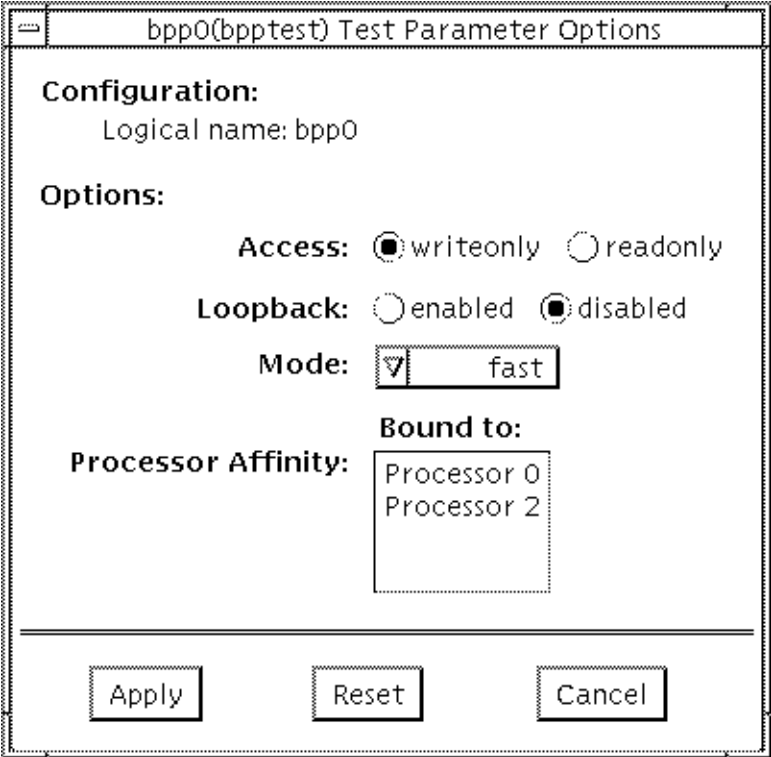 bpp0(bpptest) Test Parameter Options
Configuration:
Logical name: bpp0
Options:
Access: writeonly readonly
Loopback: enabled disabled
Mode: fast
Bound to:
Processor Affinity:
Processor 0
Processor 2
Apply Reset Cancel